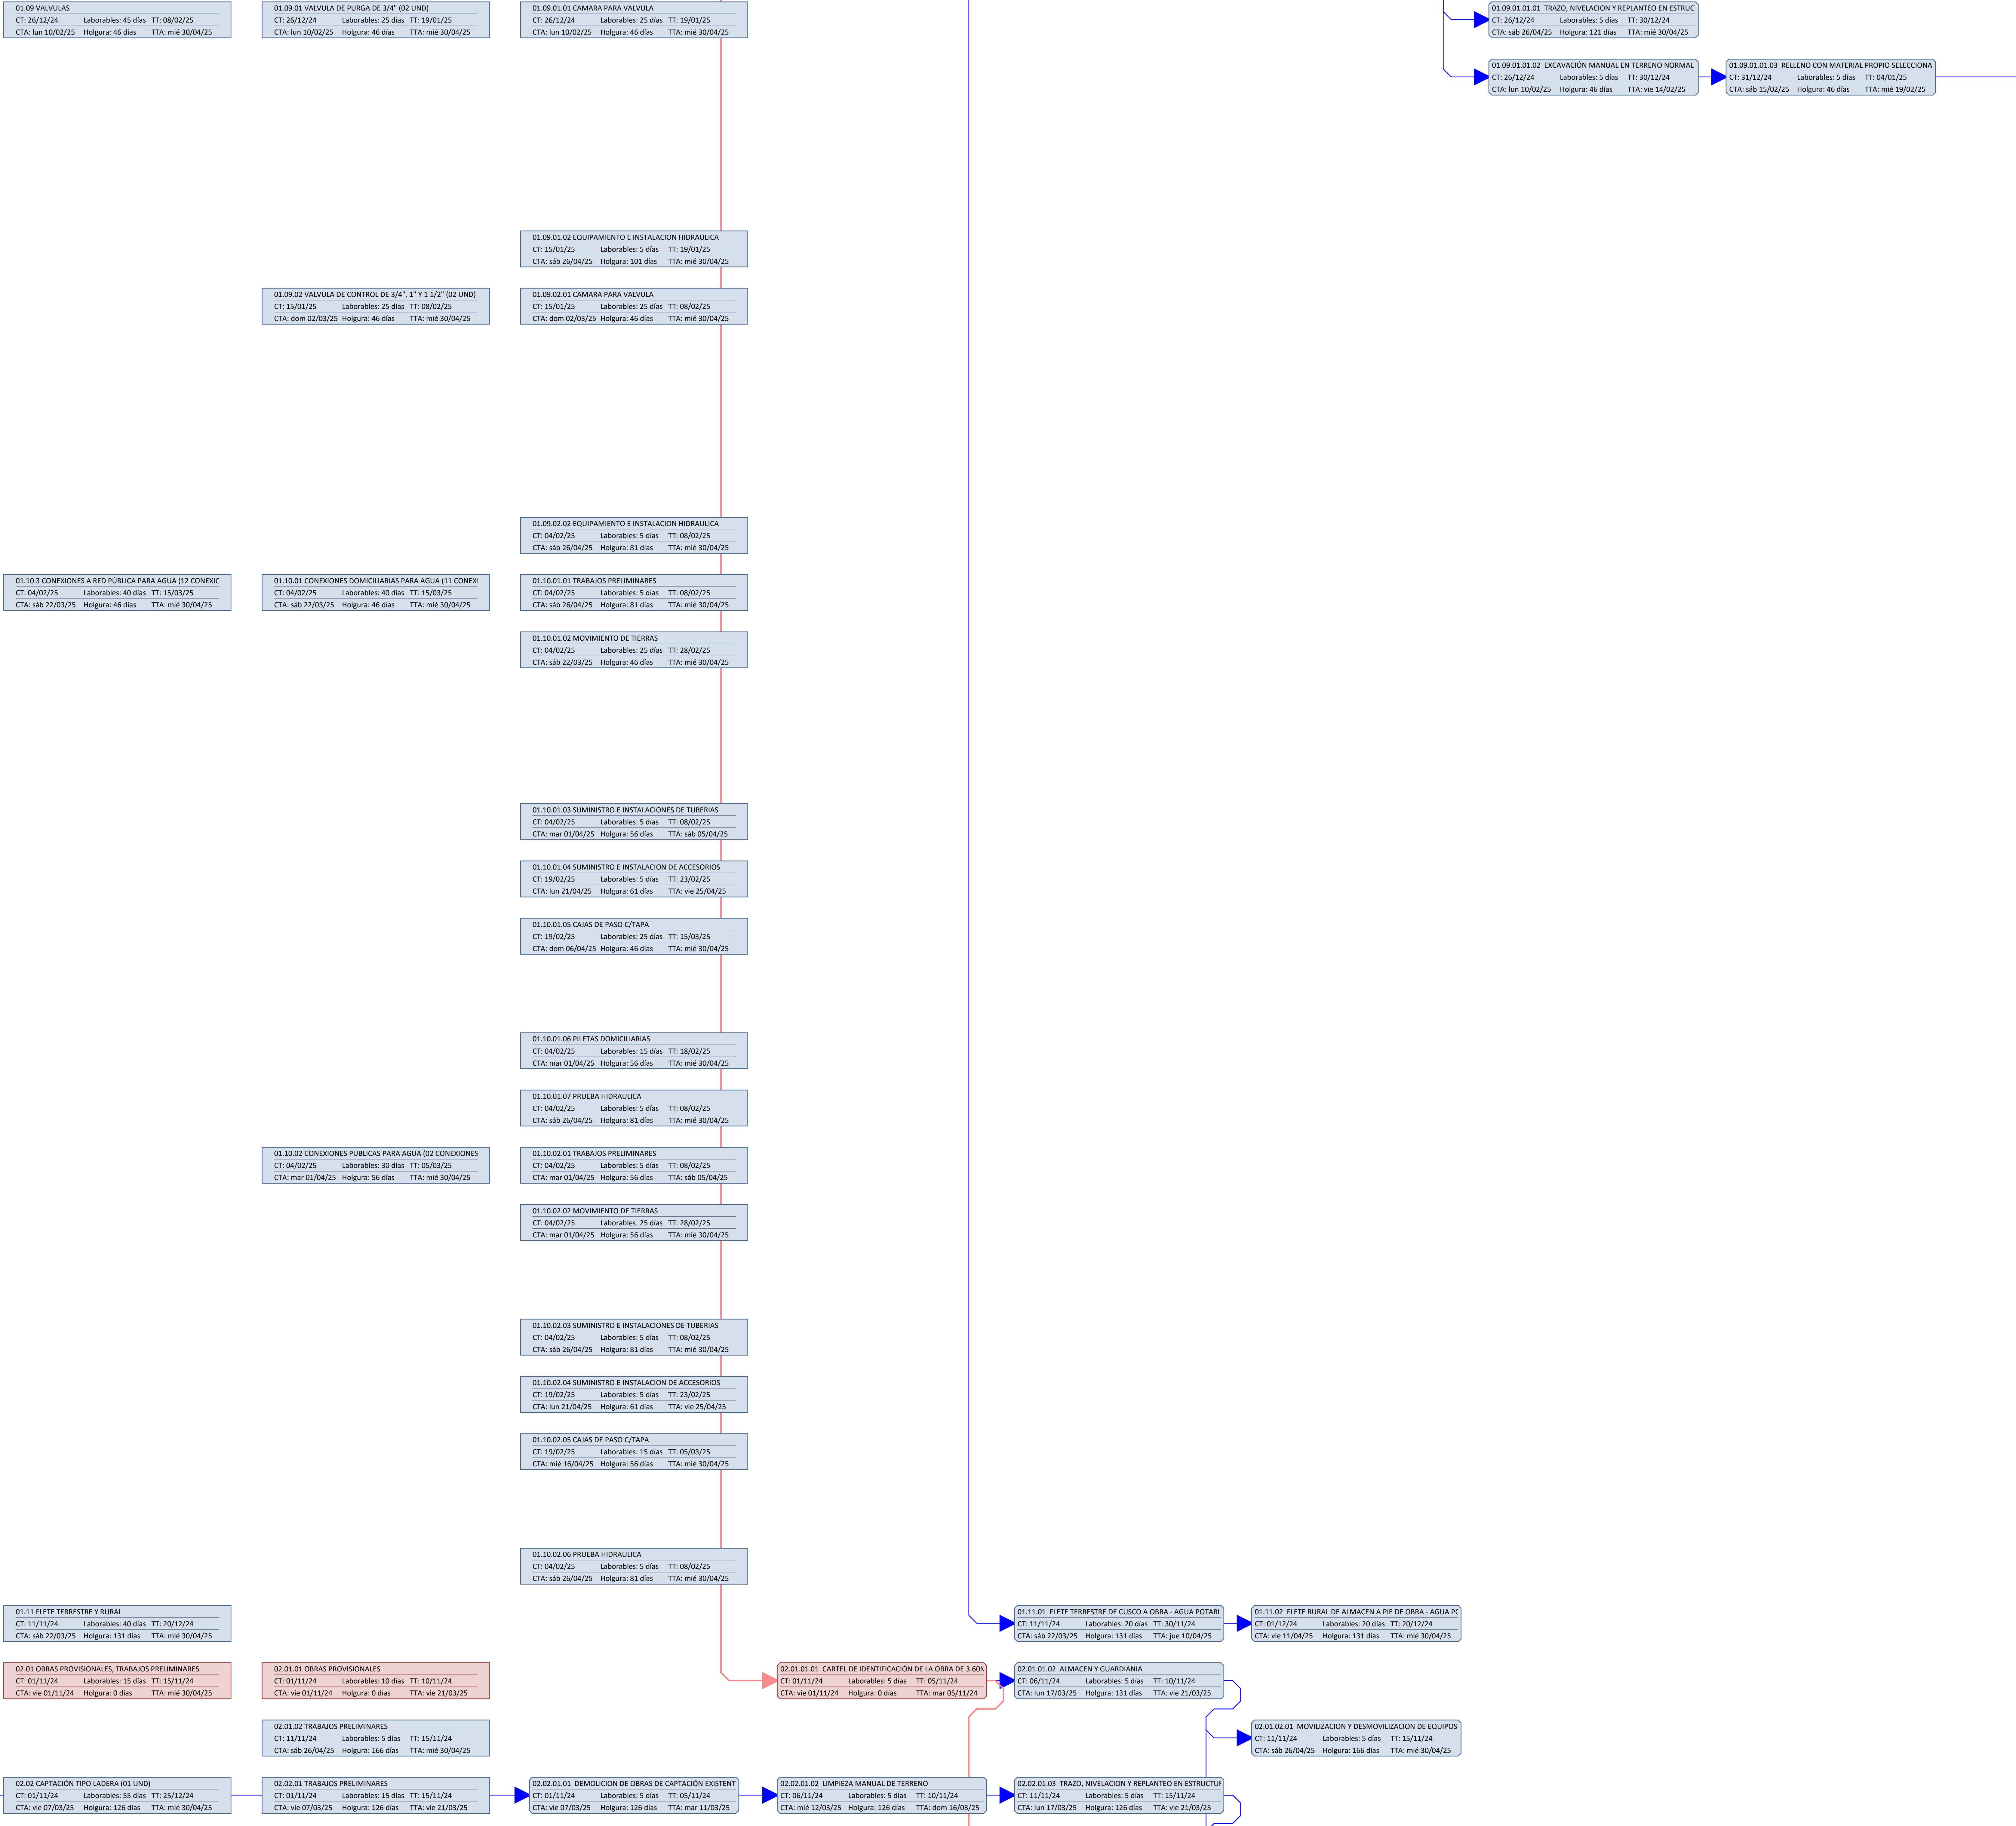 01.09 VALVULAS
CT: 26/12/24 Laborables: 45 días TT: 08/02/25
CTA: lun 10/02/25 Holgura: 46 días TTA: mié 30/04/25
01.09.01 VALVULA DE PURGA DE 3/4" (02 UND)
CT: 26/12/24 Laborables: 25 días TT: 19/01/25
CTA: lun 10/02/25 Holgura: 46 días TTA: mié 30/04/25
01.09.01.01 CAMARA PARA VALVULA
CT: 26/12/24 Laborables: 25 días TT: 19/01/25
CTA: lun 10/02/25 Holgura: 46 días TTA: mié 30/04/25
01.09.01.01.01 TRAZO, NIVELACION Y REPLANTEO EN ESTRUC
CT: 26/12/24 Laborables: 5 días TT: 30/12/24
CTA: sáb 26/04/25 Holgura: 121 días TTA: mié 30/04/25
01.09.01.01.02 EXCAVACIÓN MANUAL EN TERRENO NORMAL
CT: 26/12/24 Laborables: 5 días TT: 30/12/24
CTA: lun 10/02/25 Holgura: 46 días TTA: vie 14/02/25
01.09.01.01.03 RELLENO CON MATERIAL PROPIO SELECCIONA
CT: 31/12/24 Laborables: 5 días TT: 04/01/25
CTA: sáb 15/02/25 Holgura: 46 días TTA: mié 19/02/25
01.09.01.02 EQUIPAMIENTO E INSTALACION HIDRAULICA
CT: 15/01/25 Laborables: 5 días TT: 19/01/25
CTA: sáb 26/04/25 Holgura: 101 días TTA: mié 30/04/25
01.09.02 VALVULA DE CONTROL DE 3/4", 1" Y 1 1/2" (02 UND)
CT: 15/01/25 Laborables: 25 días TT: 08/02/25
CTA: dom 02/03/25 Holgura: 46 días TTA: mié 30/04/25
01.09.02.01 CAMARA PARA VALVULA
CT: 15/01/25 Laborables: 25 días TT: 08/02/25
CTA: dom 02/03/25 Holgura: 46 días TTA: mié 30/04/25
01.09.02.02 EQUIPAMIENTO E INSTALACION HIDRAULICA
CT: 04/02/25 Laborables: 5 días TT: 08/02/25
CTA: sáb 26/04/25 Holgura: 81 días TTA: mié 30/04/25
01.10 3 CONEXIONES A RED PÚBLICA PARA AGUA (12 CONEXIC
CT: 04/02/25 Laborables: 40 días TT: 15/03/25
CTA: sáb 22/03/25 Holgura: 46 días TTA: mié 30/04/25
01.10.01 CONEXIONES DOMICILIARIAS PARA AGUA (11 CONEXI
CT: 04/02/25 Laborables: 40 días TT: 15/03/25
CTA: sáb 22/03/25 Holgura: 46 días TTA: mié 30/04/25
01.10.01.01 TRABAJOS PRELIMINARES
CT: 04/02/25 Laborables: 5 días TT: 08/02/25
CTA: sáb 26/04/25 Holgura: 81 días TTA: mié 30/04/25
01.10.01.02 MOVIMIENTO DE TIERRAS
CT: 04/02/25 Laborables: 25 días TT: 28/02/25
CTA: sáb 22/03/25 Holgura: 46 días TTA: mié 30/04/25
01.10.01.03 SUMINISTRO E INSTALACIONES DE TUBERIAS
CT: 04/02/25 Laborables: 5 días TT: 08/02/25
CTA: mar 01/04/25 Holgura: 56 días TTA: sáb 05/04/25
01.10.01.04 SUMINISTRO E INSTALACION DE ACCESORIOS
CT: 19/02/25 Laborables: 5 días TT: 23/02/25
CTA: lun 21/04/25 Holgura: 61 días TTA: vie 25/04/25
01.10.01.05 CAJAS DE PASO C/TAPA
CT: 19/02/25 Laborables: 25 días TT: 15/03/25
CTA: dom 06/04/25 Holgura: 46 días TTA: mié 30/04/25
01.10.01.06 PILETAS DOMICILIARIAS
CT: 04/02/25 Laborables: 15 días TT: 18/02/25
CTA: mar 01/04/25 Holgura: 56 días TTA: mié 30/04/25
01.10.01.07 PRUEBA HIDRAULICA
CT: 04/02/25 Laborables: 5 días TT: 08/02/25
CTA: sáb 26/04/25 Holgura: 81 días TTA: mié 30/04/25
01.10.02 CONEXIONES PUBLICAS PARA AGUA (02 CONEXIONES
CT: 04/02/25 Laborables: 30 días TT: 05/03/25
CTA: mar 01/04/25 Holgura: 56 días TTA: mié 30/04/25
01.10.02.01 TRABAJOS PRELIMINARES
CT: 04/02/25 Laborables: 5 días TT: 08/02/25
CTA: mar 01/04/25 Holgura: 56 días TTA: sáb 05/04/25
01.10.02.02 MOVIMIENTO DE TIERRAS
CT: 04/02/25 Laborables: 25 días TT: 28/02/25
CTA: mar 01/04/25 Holgura: 56 días TTA: mié 30/04/25
01.10.02.03 SUMINISTRO E INSTALACIONES DE TUBERIAS
CT: 04/02/25 Laborables: 5 días TT: 08/02/25
CTA: sáb 26/04/25 Holgura: 81 días TTA: mié 30/04/25
01.10.02.04 SUMINISTRO E INSTALACION DE ACCESORIOS
CT: 19/02/25 Laborables: 5 días TT: 23/02/25
CTA: lun 21/04/25 Holgura: 61 días TTA: vie 25/04/25
01.10.02.05 CAJAS DE PASO C/TAPA
CT: 19/02/25 Laborables: 15 días TT: 05/03/25
CTA: mié 16/04/25 Holgura: 56 días TTA: mié 30/04/25
01.10.02.06 PRUEBA HIDRAULICA
CT: 04/02/25 Laborables: 5 días TT: 08/02/25
CTA: sáb 26/04/25 Holgura: 81 días TTA: mié 30/04/25
01.11 FLETE TERRESTRE Y RURAL
CT: 11/11/24 Laborables: 40 días TT: 20/12/24
CTA: sáb 22/03/25 Holgura: 131 días TTA: mié 30/04/25
01.11.01 FLETE TERRESTRE DE CUSCO A OBRA - AGUA POTABL
CT: 11/11/24 Laborables: 20 días TT: 30/11/24
CTA: sáb 22/03/25 Holgura: 131 días TTA: jue 10/04/25
01.11.02 FLETE RURAL DE ALMACEN A PIE DE OBRA - AGUA PO
CT: 01/12/24 Laborables: 20 días TT: 20/12/24
CTA: vie 11/04/25 Holgura: 131 días TTA: mié 30/04/25
02.01 OBRAS PROVISIONALES, TRABAJOS PRELIMINARES
CT: 01/11/24 Laborables: 15 días TT: 15/11/24
CTA: vie 01/11/24 Holgura: 0 días TTA: mié 30/04/25
02.01.01 OBRAS PROVISIONALES
CT: 01/11/24 Laborables: 10 días TT: 10/11/24
CTA: vie 01/11/24 Holgura: 0 días TTA: vie 21/03/25
02.01.01.01 CARTEL DE IDENTIFICACIÓN DE LA OBRA DE 3.60M
CT: 01/11/24 Laborables: 5 días TT: 05/11/24
CTA: vie 01/11/24 Holgura: 0 días TTA: mar 05/11/24
02.01.01.02 ALMACEN Y GUARDIANIA
CT: 06/11/24 Laborables: 5 días TT: 10/11/24
CTA: lun 17/03/25 Holgura: 131 días TTA: vie 21/03/25
02.01.02 TRABAJOS PRELIMINARES
CT: 11/11/24 Laborables: 5 días TT: 15/11/24
CTA: sáb 26/04/25 Holgura: 166 días TTA: mié 30/04/25
02.01.02.01 MOVILIZACION Y DESMOVILIZACION DE EQUIPOS
CT: 11/11/24 Laborables: 5 días TT: 15/11/24
CTA: sáb 26/04/25 Holgura: 166 días TTA: mié 30/04/25
02.02 CAPTACIÓN TIPO LADERA (01 UND)
CT: 01/11/24 Laborables: 55 días TT: 25/12/24
CTA: vie 07/03/25 Holgura: 126 días TTA: mié 30/04/25
02.02.01 TRABAJOS PRELIMINARES
CT: 01/11/24 Laborables: 15 días TT: 15/11/24
CTA: vie 07/03/25 Holgura: 126 días TTA: vie 21/03/25
02.02.01.01 DEMOLICION DE OBRAS DE CAPTACIÓN EXISTENT
CT: 01/11/24 Laborables: 5 días TT: 05/11/24
CTA: vie 07/03/25 Holgura: 126 días TTA: mar 11/03/25
02.02.01.02 LIMPIEZA MANUAL DE TERRENO
CT: 06/11/24 Laborables: 5 días TT: 10/11/24
CTA: mié 12/03/25 Holgura: 126 días TTA: dom 16/03/25
02.02.01.03 TRAZO, NIVELACION Y REPLANTEO EN ESTRUCTUR
CT: 11/11/24 Laborables: 5 días TT: 15/11/24
CTA: lun 17/03/25 Holgura: 126 días TTA: vie 21/03/25